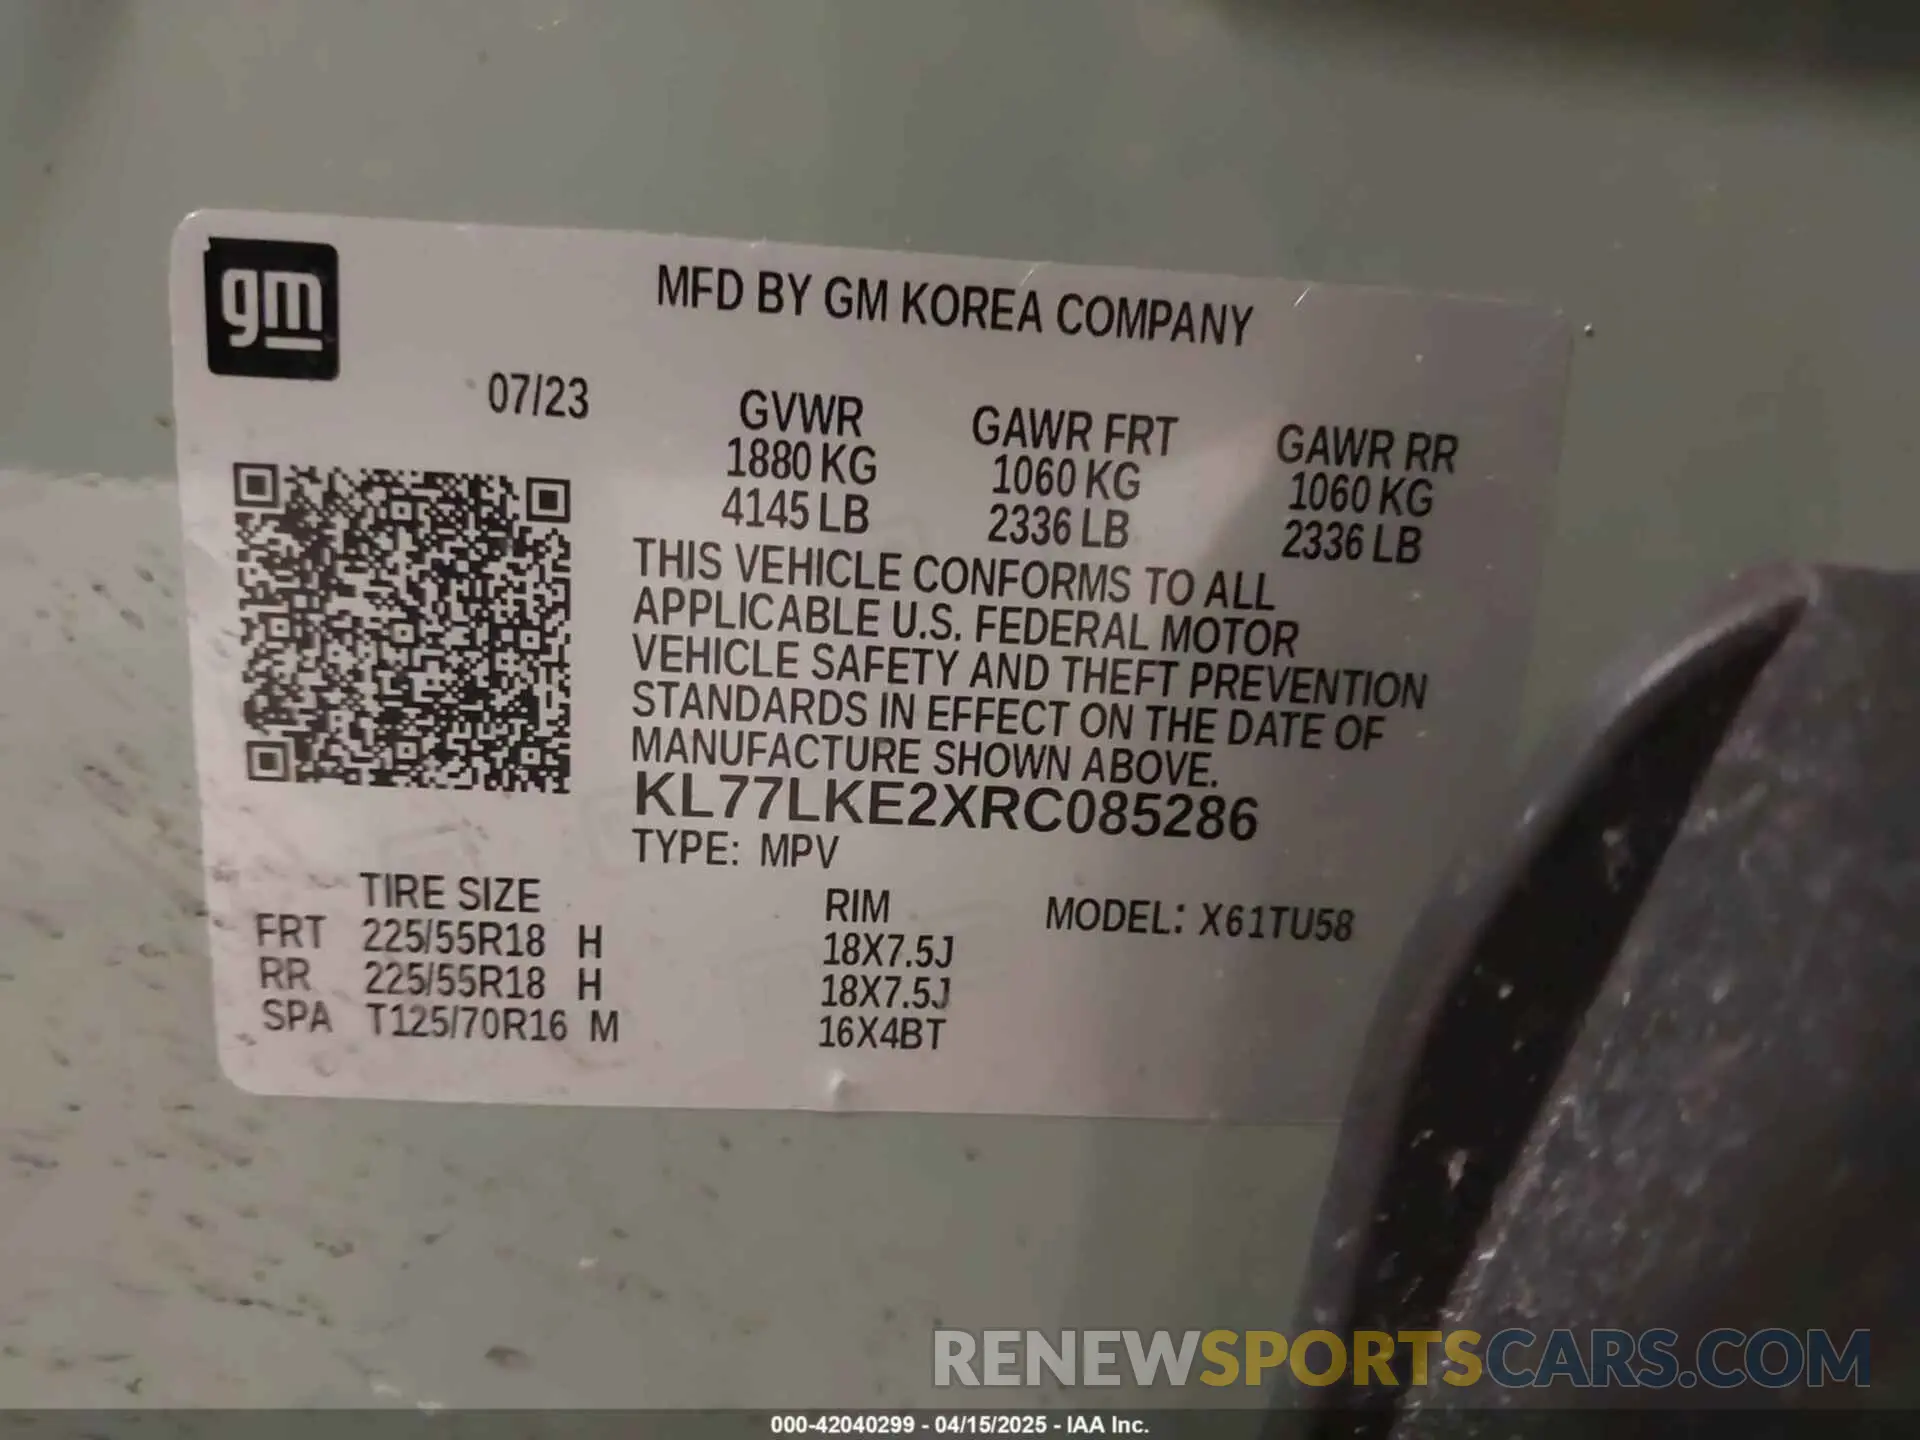 gm
MFD BY GM KOREA COMPANY
07/23
GVWR GAWR FRT GAWR RR
1880 KG 1060 KG 1060 KG
4145 LB 2336 LB 2336 LB
THIS VEHICLE CONFORMS TO ALL
APPLICABLE U.S. FEDERAL MOTOR
VEHICLE SAFETY AND THEFT PREVENTION
STANDARDS IN EFFECT ON THE DATE OF
MANUFACTURE SHOWN ABOVE.
KL77LKE2XRC085286
TYPE: MPV
TIRE SIZE RIM MODEL: X61TU58
FRT 225/55R18 H 18X7.5J
RR 225/55R18 H 18X7.5J
SPA T125/70R16 M 16X4BT
RENEWSPORTSCARS.COM
000-42040299 - 04/15/2025 - IAA Inc.